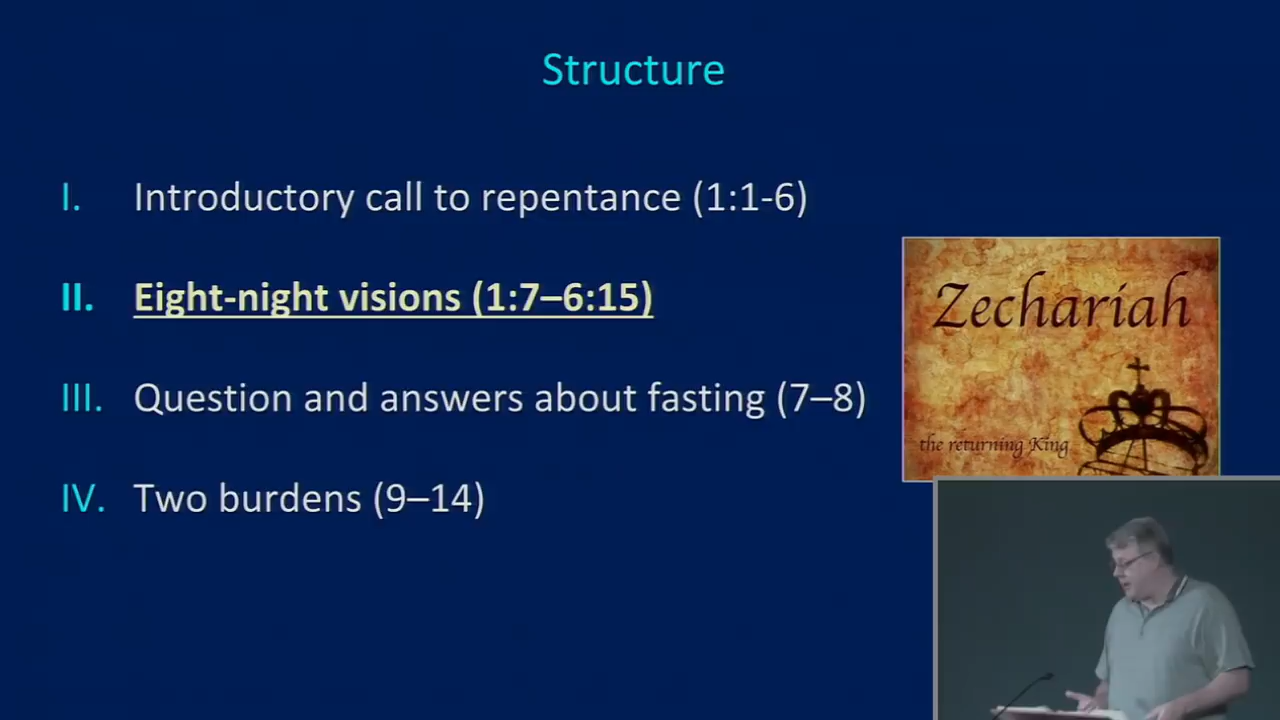 Structure
I. Introductory call to repentance (1:1-6)
II. Eight-night visions (1:7–6:15)
III. Question and answers about fasting (7–8)
IV. Two burdens (9–14)
Zechariah
the returning King